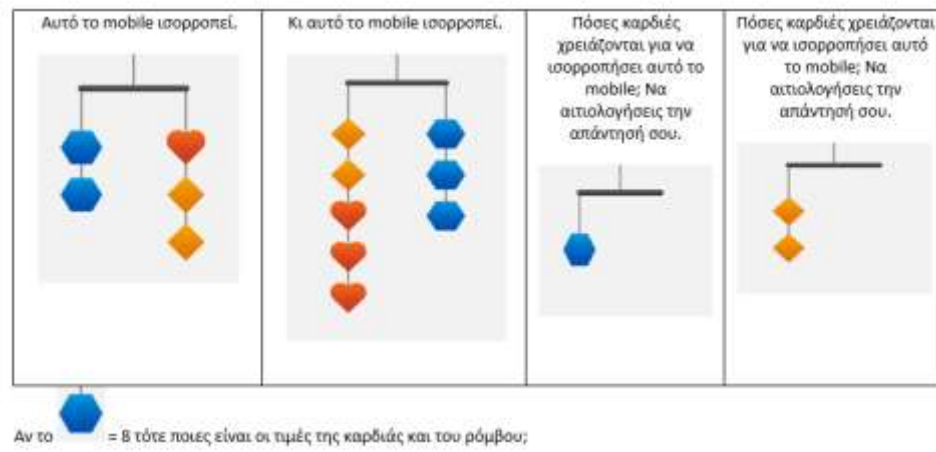 Αυτό το mobile ισορροπεί.
Κι αυτό το mobile ισορροπεί.
Πόσες καρδιές
χρειάζονται για να
ισορροπήσει αυτό το
mobile; Να
αιτιολογήσεις την
απάντησή σου.
Πόσες καρδιές χρειάζονται
για να ισορροπήσει αυτό
το mobile; Να
αιτιολογήσεις την
απάντησή σου.
Αν το = 8 τότε ποιες είναι οι τιμές της καρδιάς και του ρόμβου;